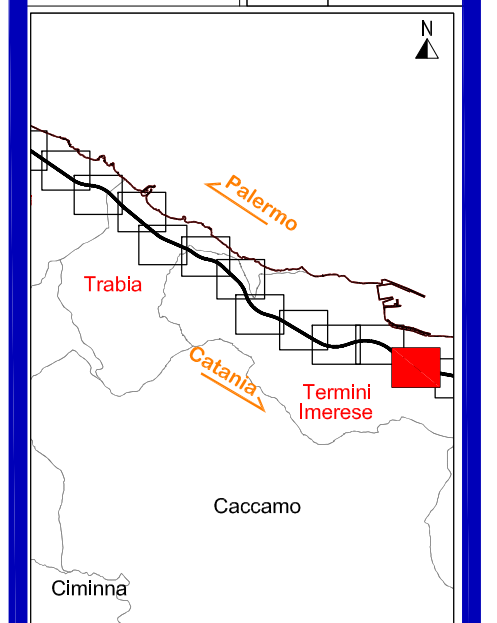 N
Palermo
Trabia
Catania
Termini
Imerese
Caccamo
Ciminna